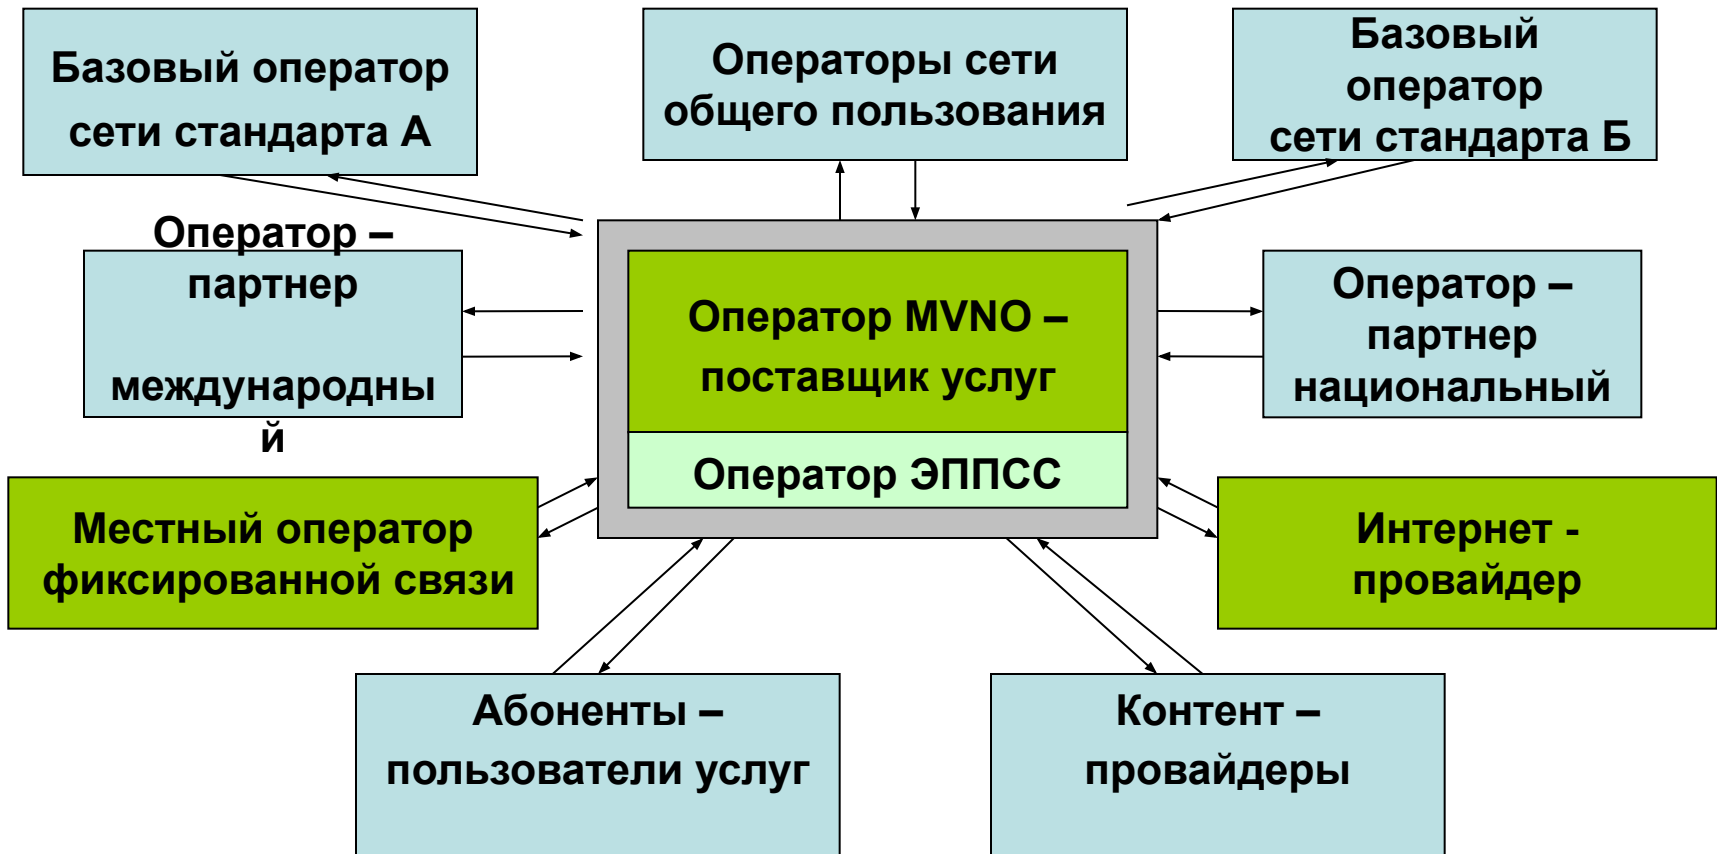 Базовый оператор
сети стандарта А
Операторы сети
общего пользования
Базовый
оператор
сети стандарта Б
Оператор –
партнер
международны
й
Оператор MVNO –
поставщик услуг
Оператор ЭППСС
Оператор –
партнер
национальный
Местный оператор
фиксированной связи
Интернет -
провайдер
Абоненты –
пользователи услуг
Контент –
провайдеры